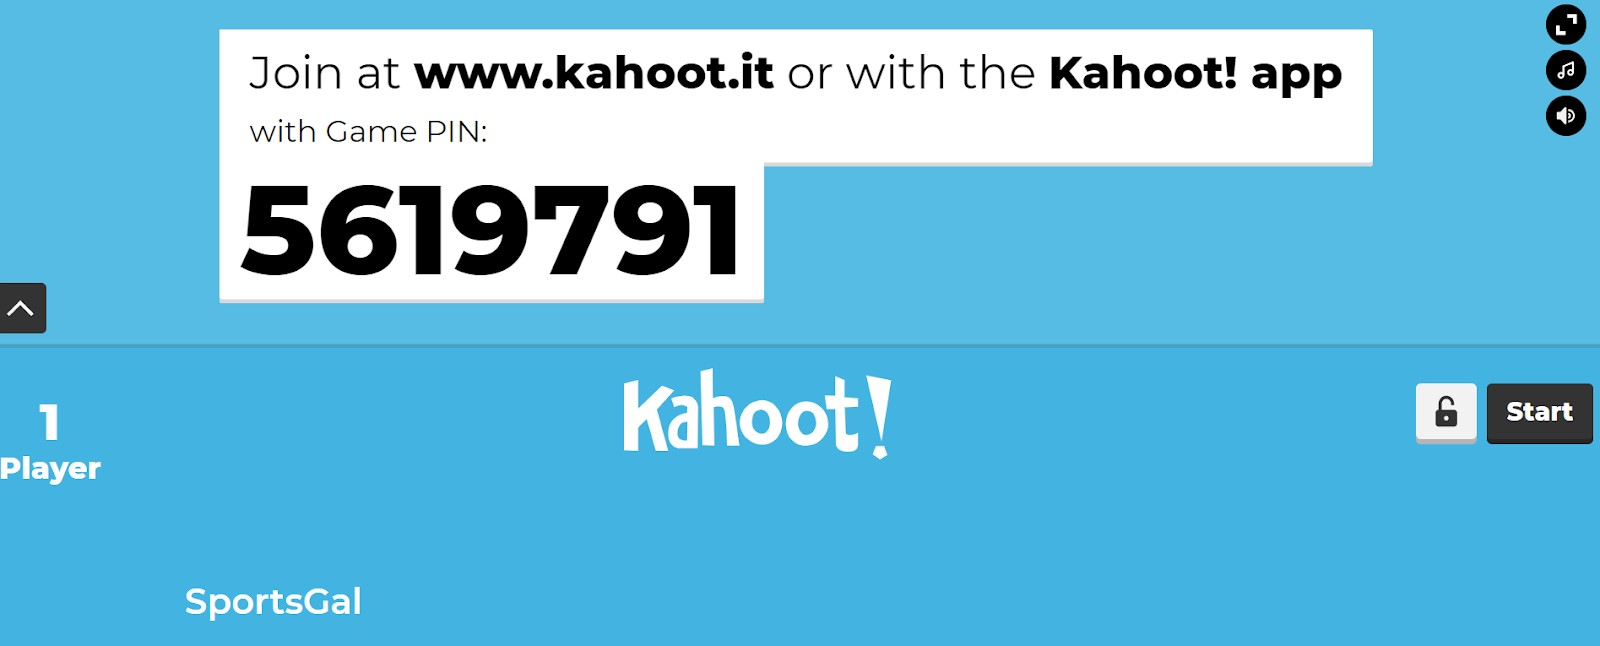 Join at www.kahoot.it or with the Kahoot! app
with Game PIN:
5619791
Kahoot!
1
Player
Start
SportsGal